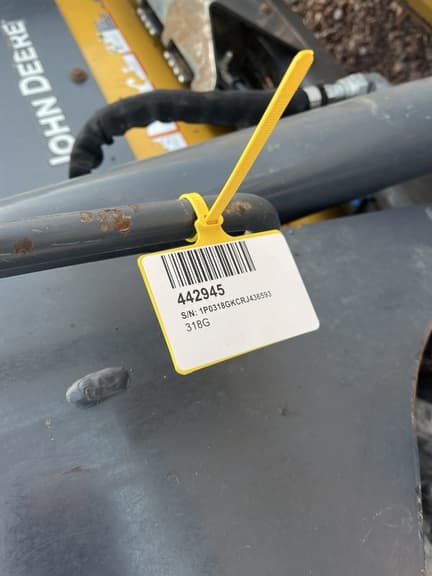 JOHN DEERE
442945
S/N: 1P0318GKCRJ436593
318G